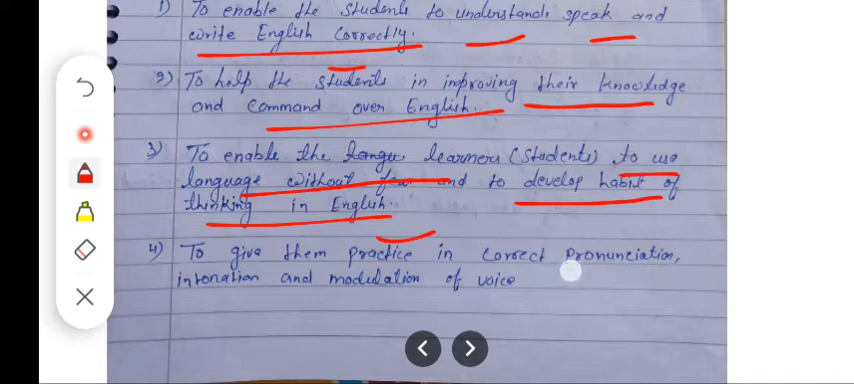 1) To enable the students to understand, speak and
write English Correctly.
2) To help the students in improving their knowledge
and Command over English.
3) To enable the langu. learners (students), to use
language without fear and to develop habit of
thinking in English.
4) To give them practice in Correct Pronunciation,
intonation and modulation of voice